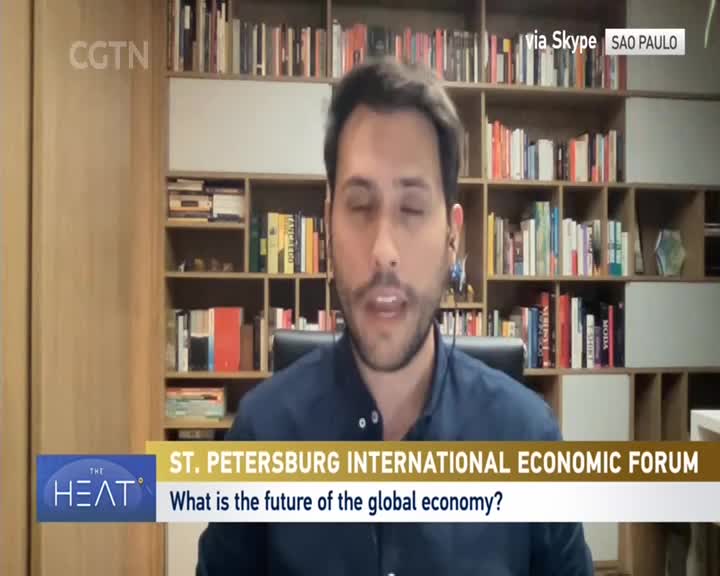 CGTN
via Skype SAO PAULO
MODA
ST. PETERSBURG INTERNATIONAL ECONOMIC FORUM
THE
HEAT
What is the future of the global economy?